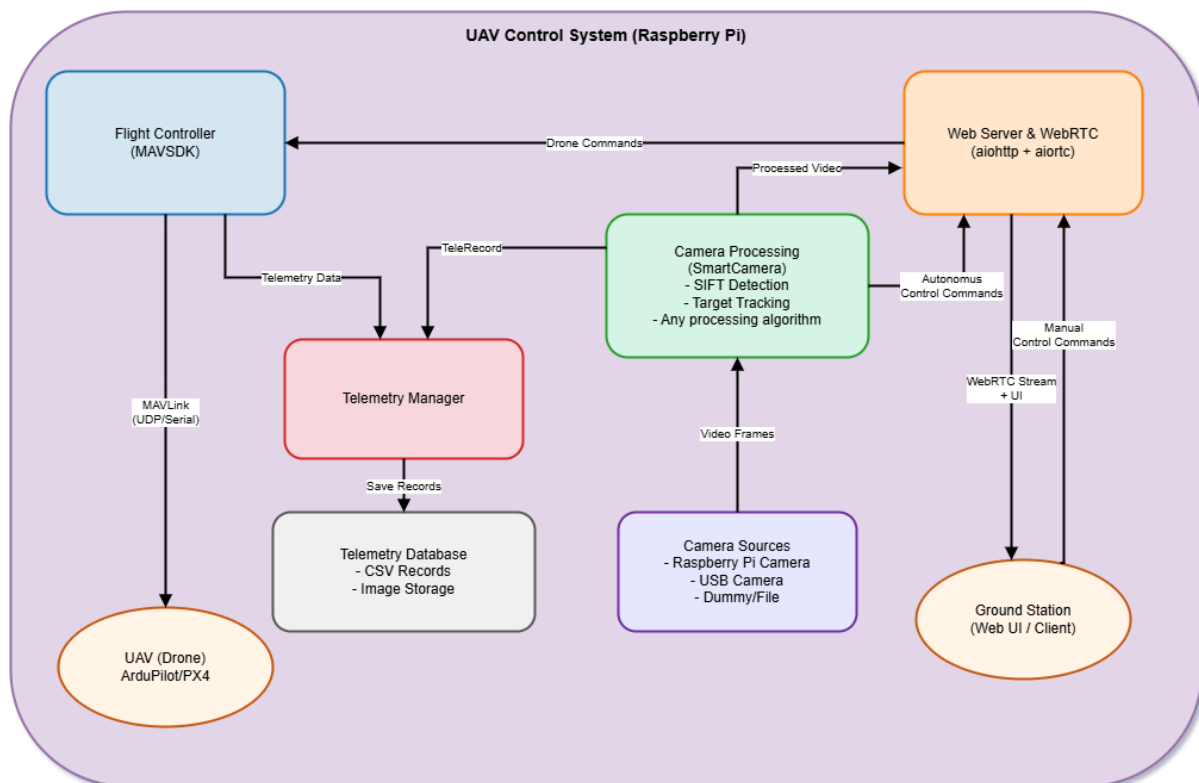 UAV Control System (Raspberry Pi)
Flight Controller
(MAVSDK)
Web Server & WebRTC
(aiohttp + aiortc)
Drone Commands
Processed Video
Camera Processing
(SmartCamera)
- SIFT Detection
- Target Tracking
- Any processing algorithm
TeleRecord
Telemetry Data
Autonomus
Control Commands
Manual
Control Commands
Telemetry Manager
WebRTC Stream
+ UI
MAVLink
(UDP/Serial)
Video Frames
Save Records
Telemetry Database
- CSV Records
- Image Storage
Camera Sources
- Raspberry Pi Camera
- USB Camera
- Dummy/File
Ground Station
(Web UI / Client)
UAV (Drone)
ArduPilot/PX4